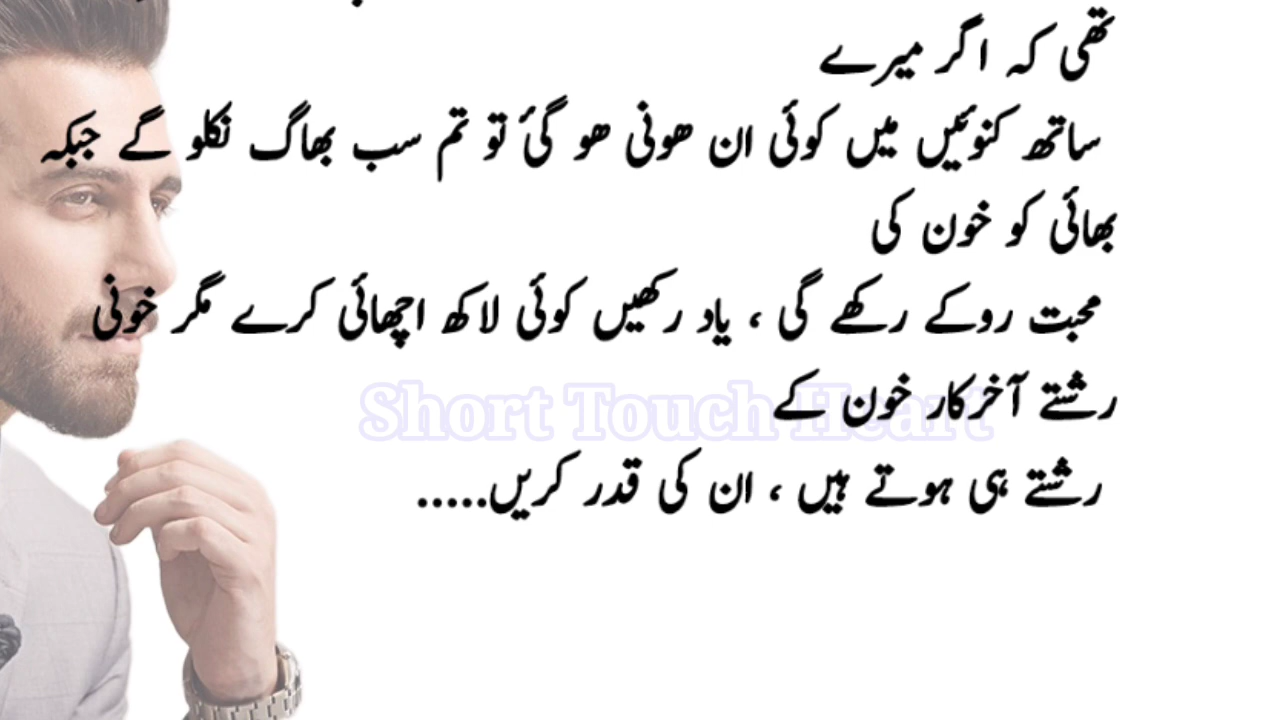 تھی کہ اگر میرے
ساتھ کنوئیں میں کوئی ان ھونی ھو گئ تو تم سب بھاگ نکلو گے جبکہ
بھائی کو خون کی
محبت روکے رکھے گی ، یاد رکھیں کوئی لاکھ اچھائی کرے مگر خونی
رشتے آخرکار خون کے
Short Touch Heart
رشتے ہی ہوتے ہیں ، ان کی قدر کریں.....